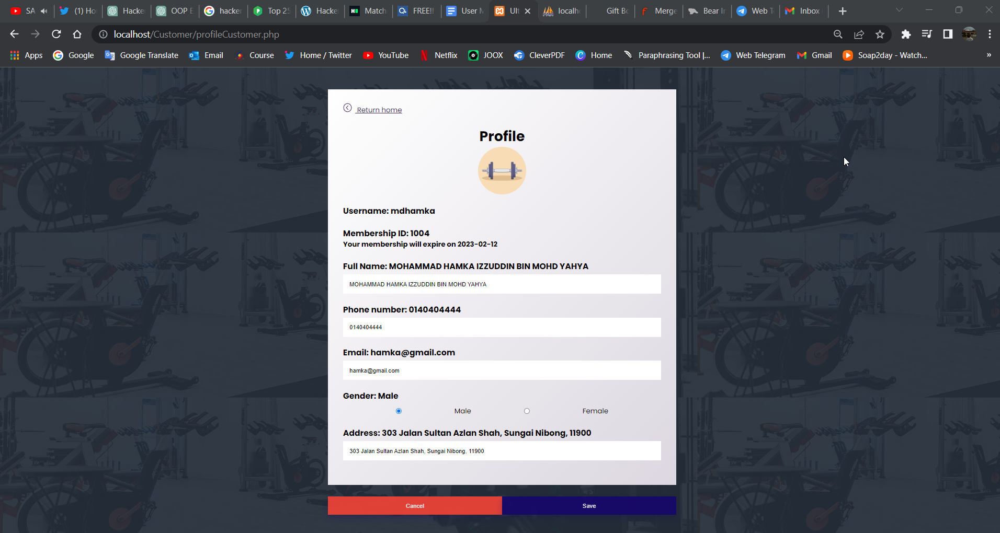 SA (1) Ho Hacke OOP E hacker Top 25 Hacke Match FREE!! User M Ult localho Gift Bo Merge Bear In Web Te Inbox
localhost/Customer/profileCustomer.php
Apps Google Google Translate Email Course Home / Twitter YouTube Netflix JOOX CleverPDF Home Paraphrasing Tool |... Web Telegram Gmail Soap2day - Watch... »
Return home
Profile
Username: mdhamka
Membership ID: 1004
Your membership will expire on 2023-02-12
Full Name: MOHAMMAD HAMKA IZZUDDIN BIN MOHD YAHYA
MOHAMMAD HAMKA IZZUDDIN BIN MOHD YAHYA
Phone number: 0140404444
0140404444
Email: hamka@gmail.com
hamka@gmail.com
Gender: Male
Male Female
Address: 303 Jalan Sultan Azlan Shah, Sungai Nibong, 11900
303 Jalan Sultan Azlan Shah, Sungai Nibong, 11900
Cancel Save